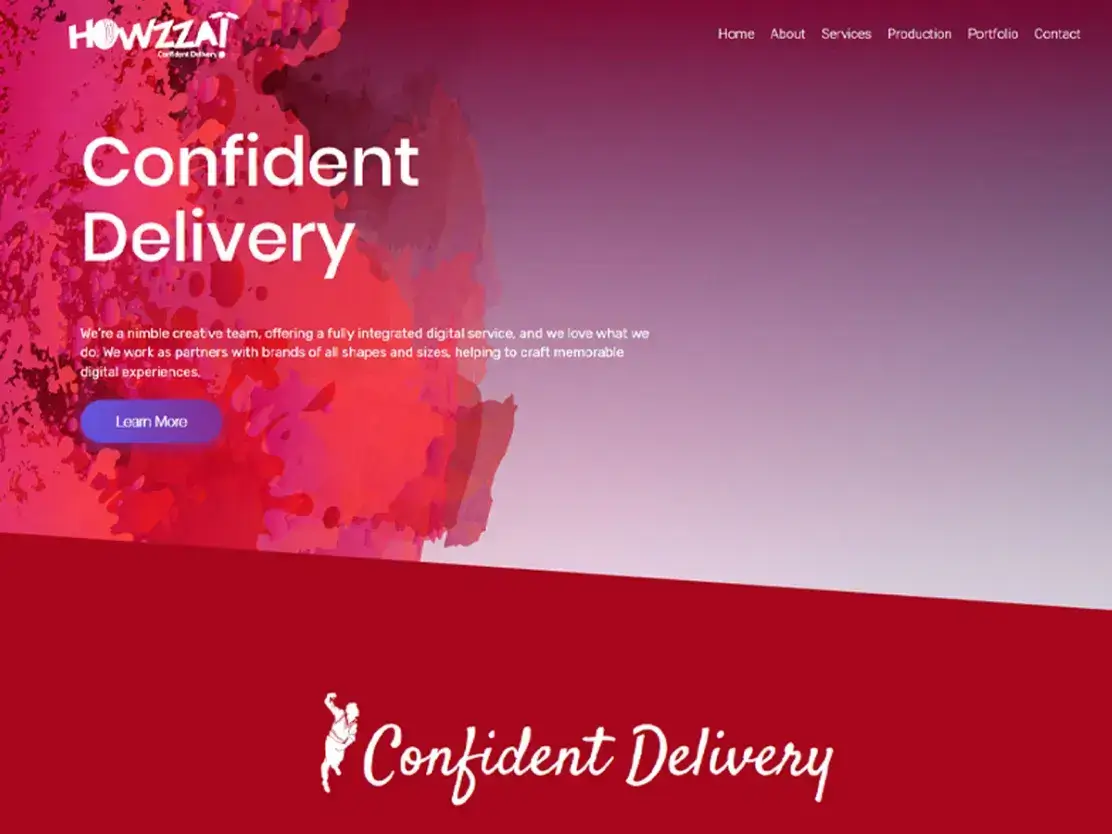 HOWZZAT
Confident Delivery
Home About Services Production Portfolio Contact
Confident
Delivery
We're a nimble creative team, offering a fully integrated digital service, and we love what we
do. We work as partners with brands of all shapes and sizes, helping to craft memorable
digital experiences.
Learn More
Confident Delivery